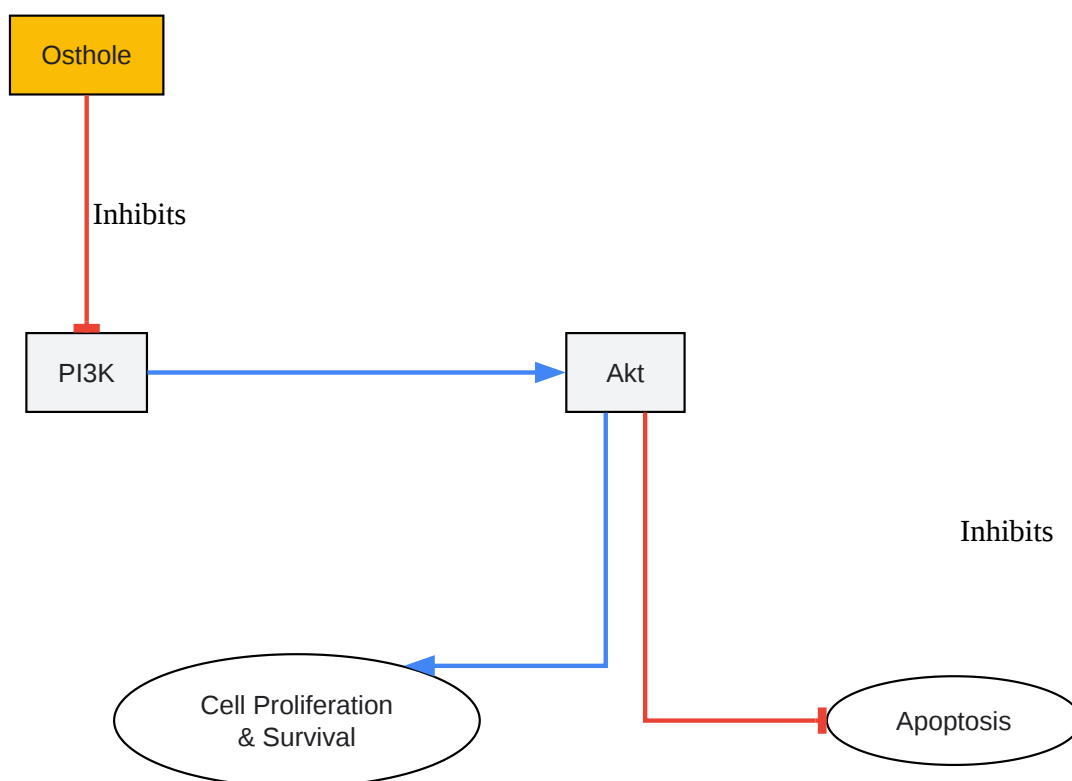 Osthole
Inhibits
PI3K
Akt
Inhibits
Cell Proliferation
& Survival
Apoptosis